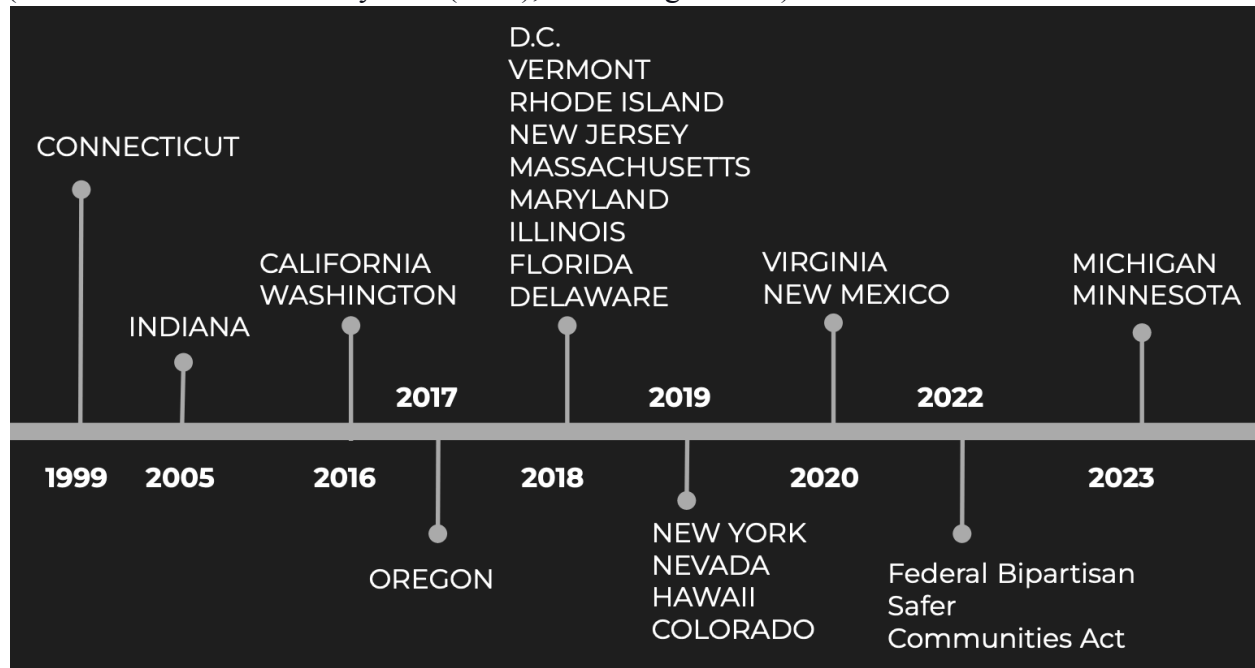 D.C.
VERMONT
RHODE ISLAND
NEW JERSEY
MASSACHUSETTS
MARYLAND
ILLINOIS
FLORIDA
DELAWARE
CONNECTICUT
CALIFORNIA
WASHINGTON
VIRGINIA
NEW MEXICO
MICHIGAN
MINNESOTA
INDIANA
2017
2019
2022
1999
2005
2016
2018
2020
2023
OREGON
NEW YORK
NEVADA
HAWAII
COLORADO
Federal Bipartisan
Safer
Communities Act